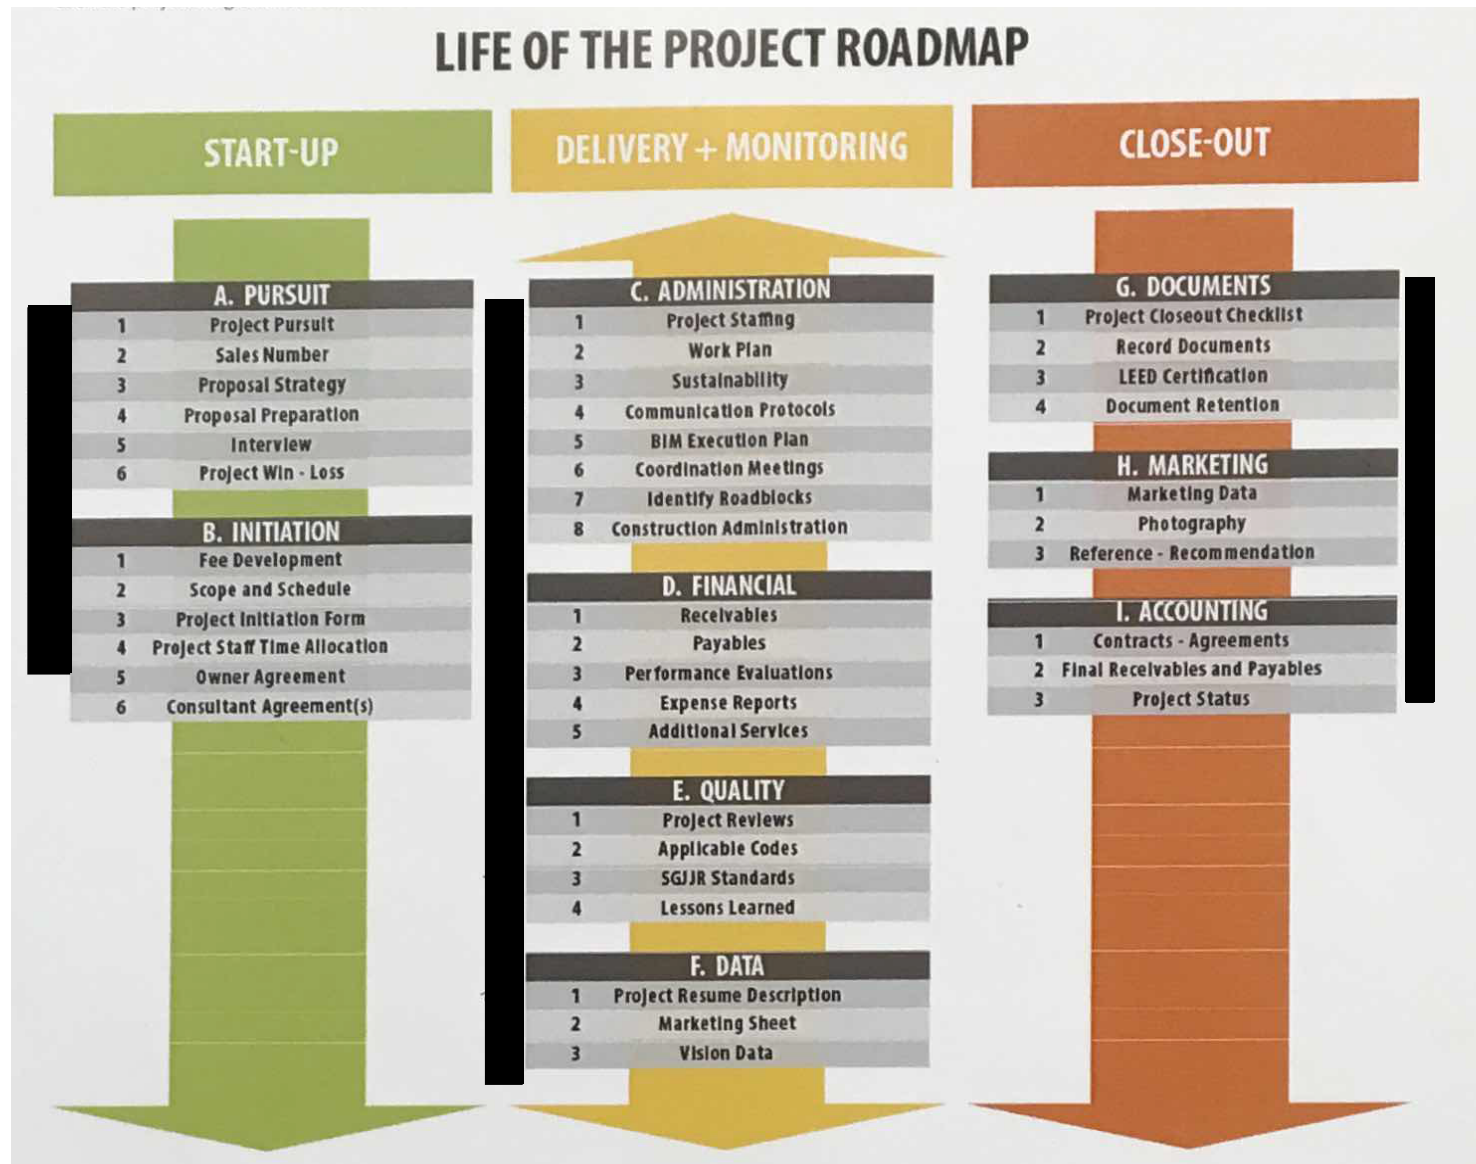 LIFE OF THE PROJECT ROADMAP
START-UP
A. PURSUIT
1 Project Pursuit
2 Sales Number
3 Proposal Strategy
4 Proposal Preparation
5 Interview
6 Project Win - Loss
B. INITIATION
1 Fee Development
2 Scope and Schedule
3 Project Initiation Form
4 Project Staff Time Allocation
5 Owner Agreement
6 Consultant Agreement(s)
DELIVERY + MONITORING
C. ADMINISTRATION
1 Project Staffing
2 Work Plan
3 Sustainability
4 Communication Protocols
5 BIM Execution Plan
6 Coordination Meetings
7 Identify Roadblocks
8 Construction Administration
D. FINANCIAL
1 Receivables
2 Payables
3 Performance Evaluations
4 Expense Reports
5 Additional Services
E. QUALITY
1 Project Reviews
2 Applicable Codes
3 SGJJR Standards
4 Lessons Learned
F. DATA
1 Project Resume Description
2 Marketing Sheet
3 Vision Data
CLOSE-OUT
G. DOCUMENTS
1 Project Closeout Checklist
2 Record Documents
3 LEED Certification
4 Document Retention
H. MARKETING
1 Marketing Data
2 Photography
3 Reference - Recommendation
I. ACCOUNTING
1 Contracts - Agreements
2 Final Receivables and Payables
3 Project Status